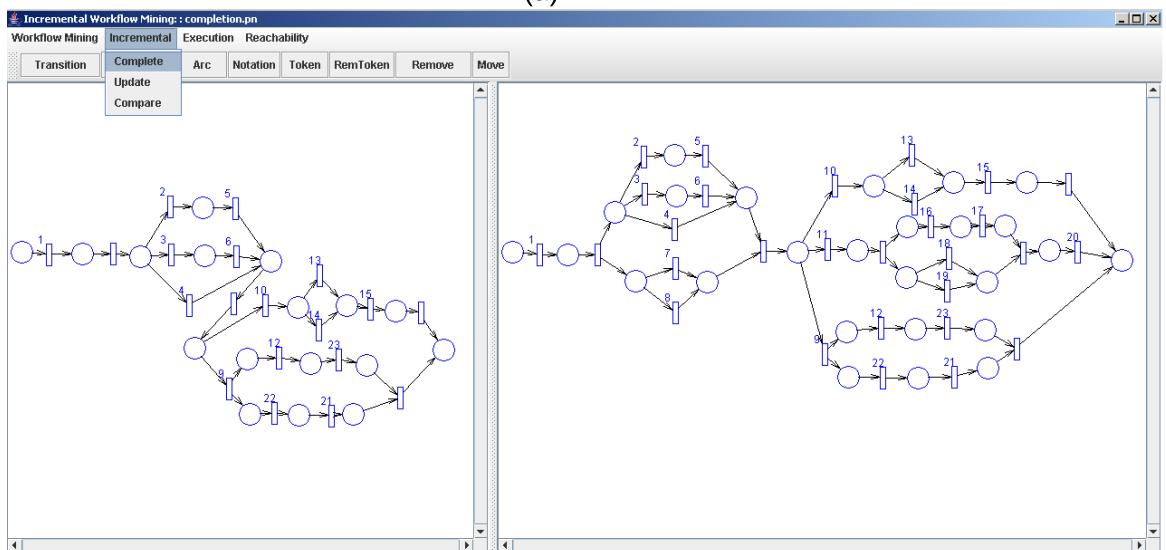 Incremental Workflow Mining: : completion.pn
Workflow Mining Incremental Execution Reachability
Transition Arc Notation Token RemToken Remove Move
Complete
Update
Compare
2 5
1 3 6
4
13
10 14 15
12 23
9
22 21
2 5
3 6
1 4
7
8
13
10 14 15
11 16 17
18 20
19
12 23
9
22 21